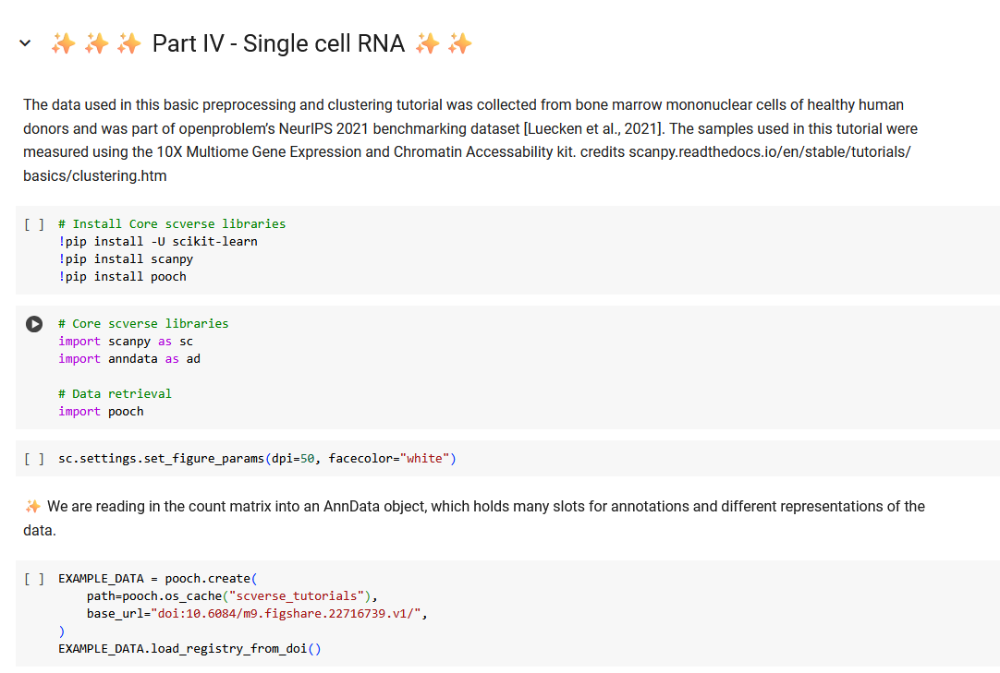 ✨ ✨ ✨ Part IV - Single cell RNA ✨ ✨
The data used in this basic preprocessing and clustering tutorial was collected from bone marrow mononuclear cells of healthy human
donors and was part of openproblem's NeurIPS 2021 benchmarking dataset [Luecken et al., 2021]. The samples used in this tutorial were
measured using the 10X Multiome Gene Expression and Chromatin Accessability kit. credits scanpy.readthedocs.io/en/stable/tutorials/
basics/clustering.htm
[ ] # Install Core scverse libraries
!pip install -U scikit-learn
!pip install scanpy
!pip install pooch
# Core scverse libraries
import scanpy as sc
import anndata as ad
# Data retrieval
import pooch
[ ] sc.settings.set_figure_params(dpi=50, facecolor="white")
✨ We are reading in the count matrix into an AnnData object, which holds many slots for annotations and different representations of the
data.
[ ] EXAMPLE_DATA = pooch.create(
path=pooch.os_cache("scverse_tutorials"),
base_url="doi:10.6084/m9.figshare.22716739.v1/",
)
EXAMPLE_DATA.load_registry_from_doi()